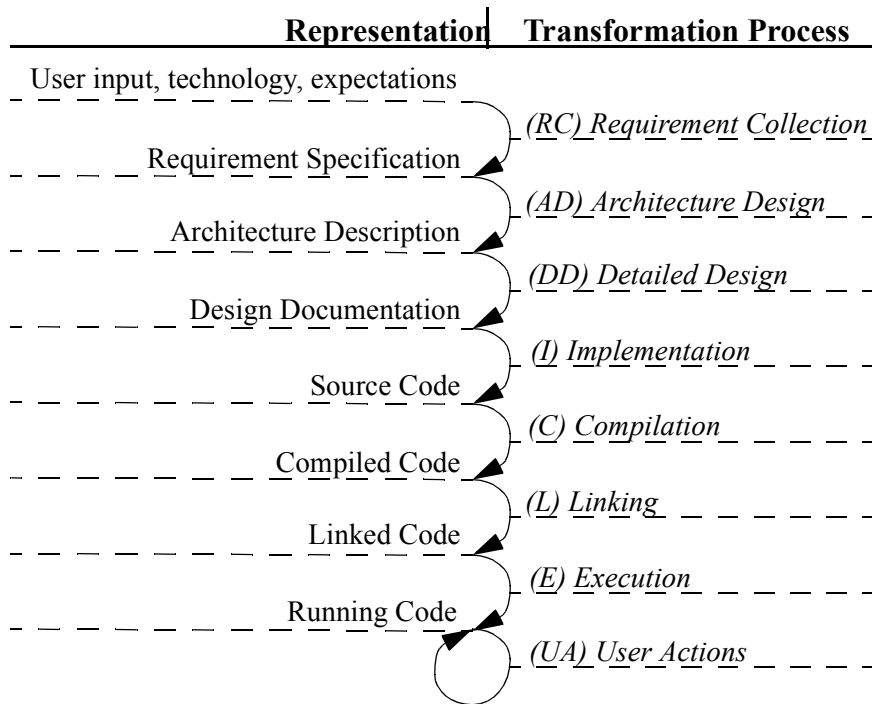 Representation Transformation Process
User input, technology, expectations
(RC) Requirement Collection
Requirement Specification
(AD) Architecture Design
Architecture Description
(DD) Detailed Design
Design Documentation
(I) Implementation
Source Code
(C) Compilation
Compiled Code
(L) Linking
Linked Code
(E) Execution
Running Code
(UA) User Actions